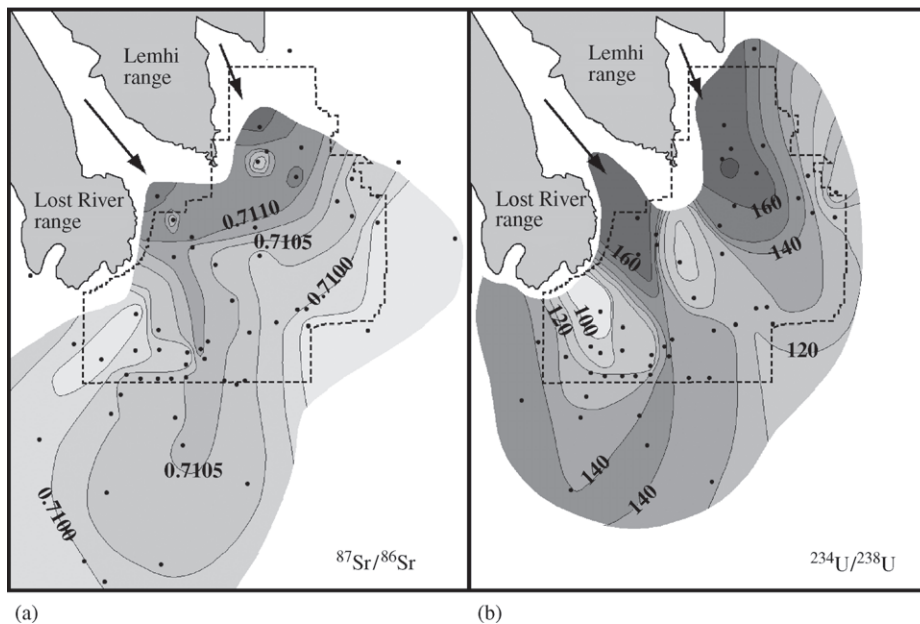 Lemhi
range
Lost River
range
0.7110
0.7105
0.7100
0.7105
0.7100
87Sr/86Sr
(a)
Lemhi
range
Lost River
range
160
160
140
120
100
120
140
140
234U/238U
(b)